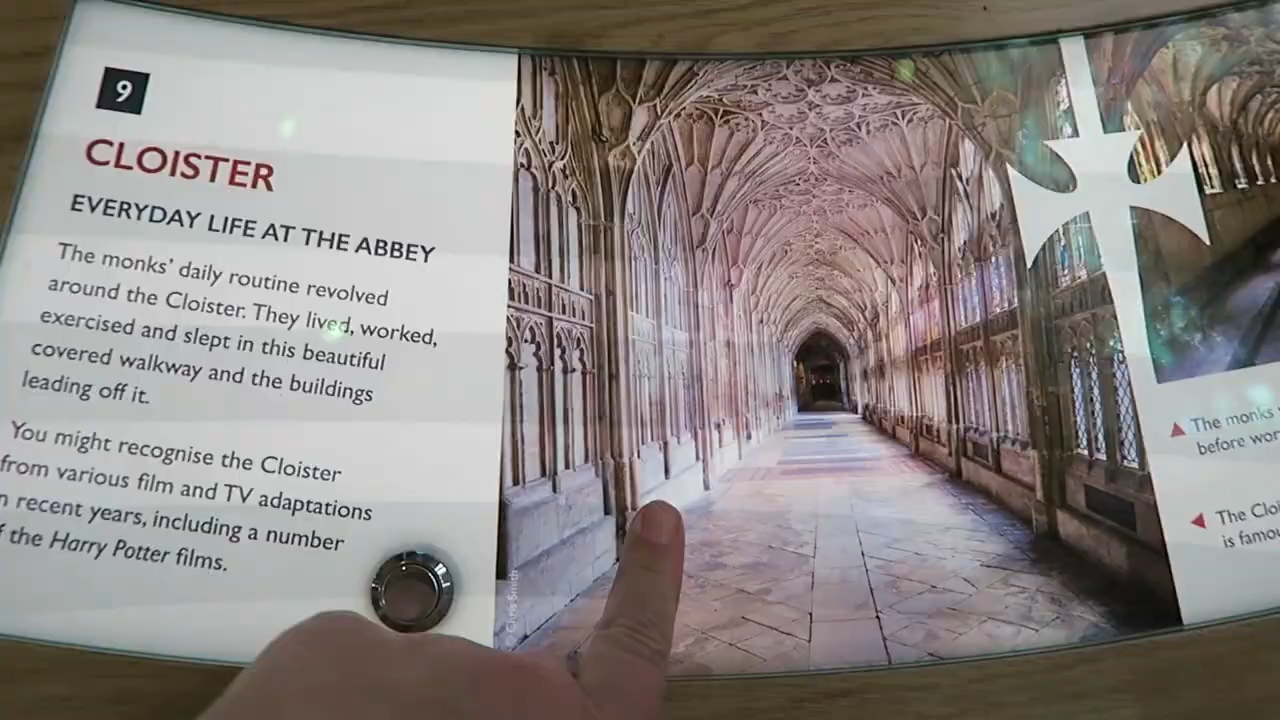 9
CLOISTER
EVERYDAY LIFE AT THE ABBEY
The monks' daily routine revolved
around the Cloister. They lived, worked,
exercised and slept in this beautiful
covered walkway and the buildings
leading off it.
You might recognise the Cloister
from various film and TV adaptations
n recent years, including a number
f the Harry Potter films.
© Chris Smith
The monks
before wor
The Cloi
is famou